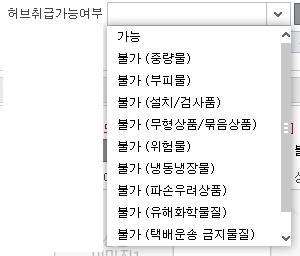 허브취급가능여부
가능
불가 (중량물)
불가 (부피물)
불가 (설치/검사품)
불가 (무형상품/묶음상품)
불가 (위험물)
불가 (냉동냉장물)
불가 (파손우려상품)
불가 (유해화학물질)
불가 (택배운송 금지물질)